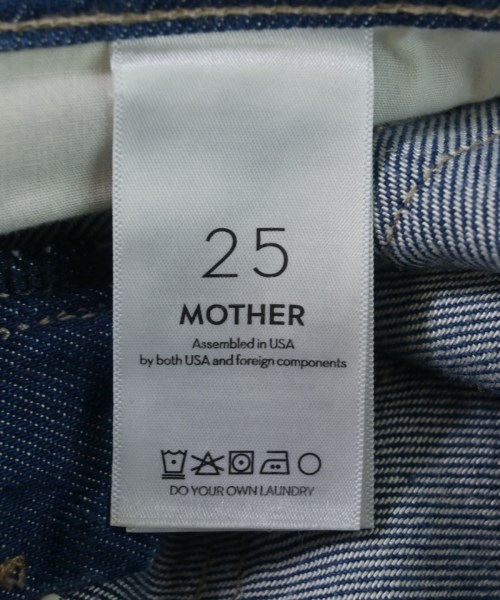 25
MOTHER
Assembled in USA
by both USA and foreign components
DO YOUR OWN LAUNDRY